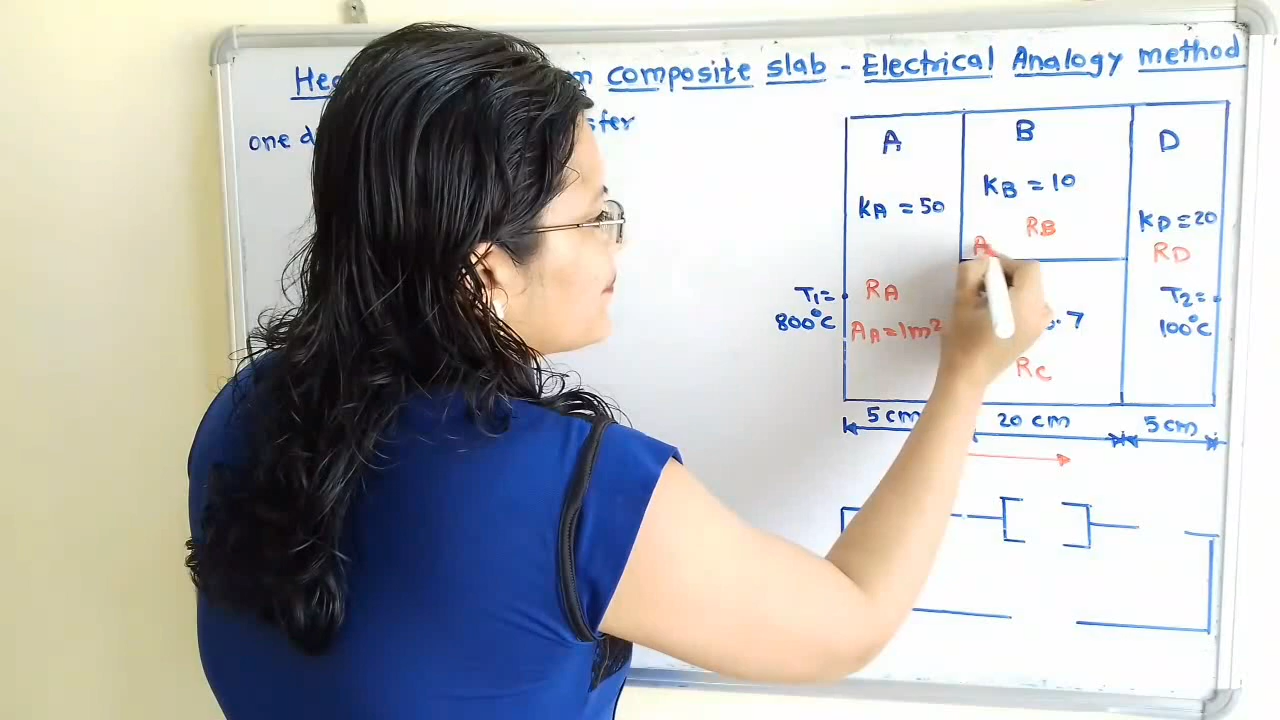 composite slab - Electrical Analogy method
one
A
B
D
KA = 50
KB = 10
KD = 20
RB
RD
A
T1 =
800°C
RA
AA = 1m²
.7
T2 =
100°C
RC
5 cm
20 cm
5 cm